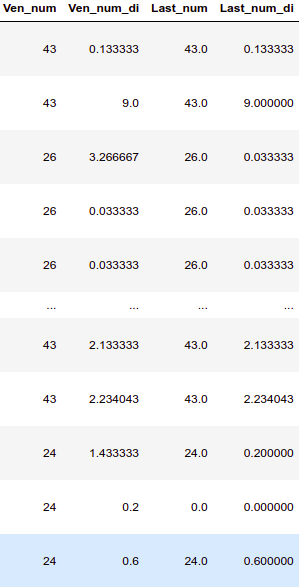 Ven_num Ven_num_di Last_num Last_num_di
43 0.133333 43.0 0.133333
43 9.0 43.0 9.000000
26 3.266667 26.0 0.033333
26 0.033333 26.0 0.033333
26 0.033333 26.0 0.033333
... ... ... ...
43 2.133333 43.0 2.133333
43 2.234043 43.0 2.234043
24 1.433333 24.0 0.200000
24 0.2 0.0 0.000000
24 0.6 24.0 0.600000